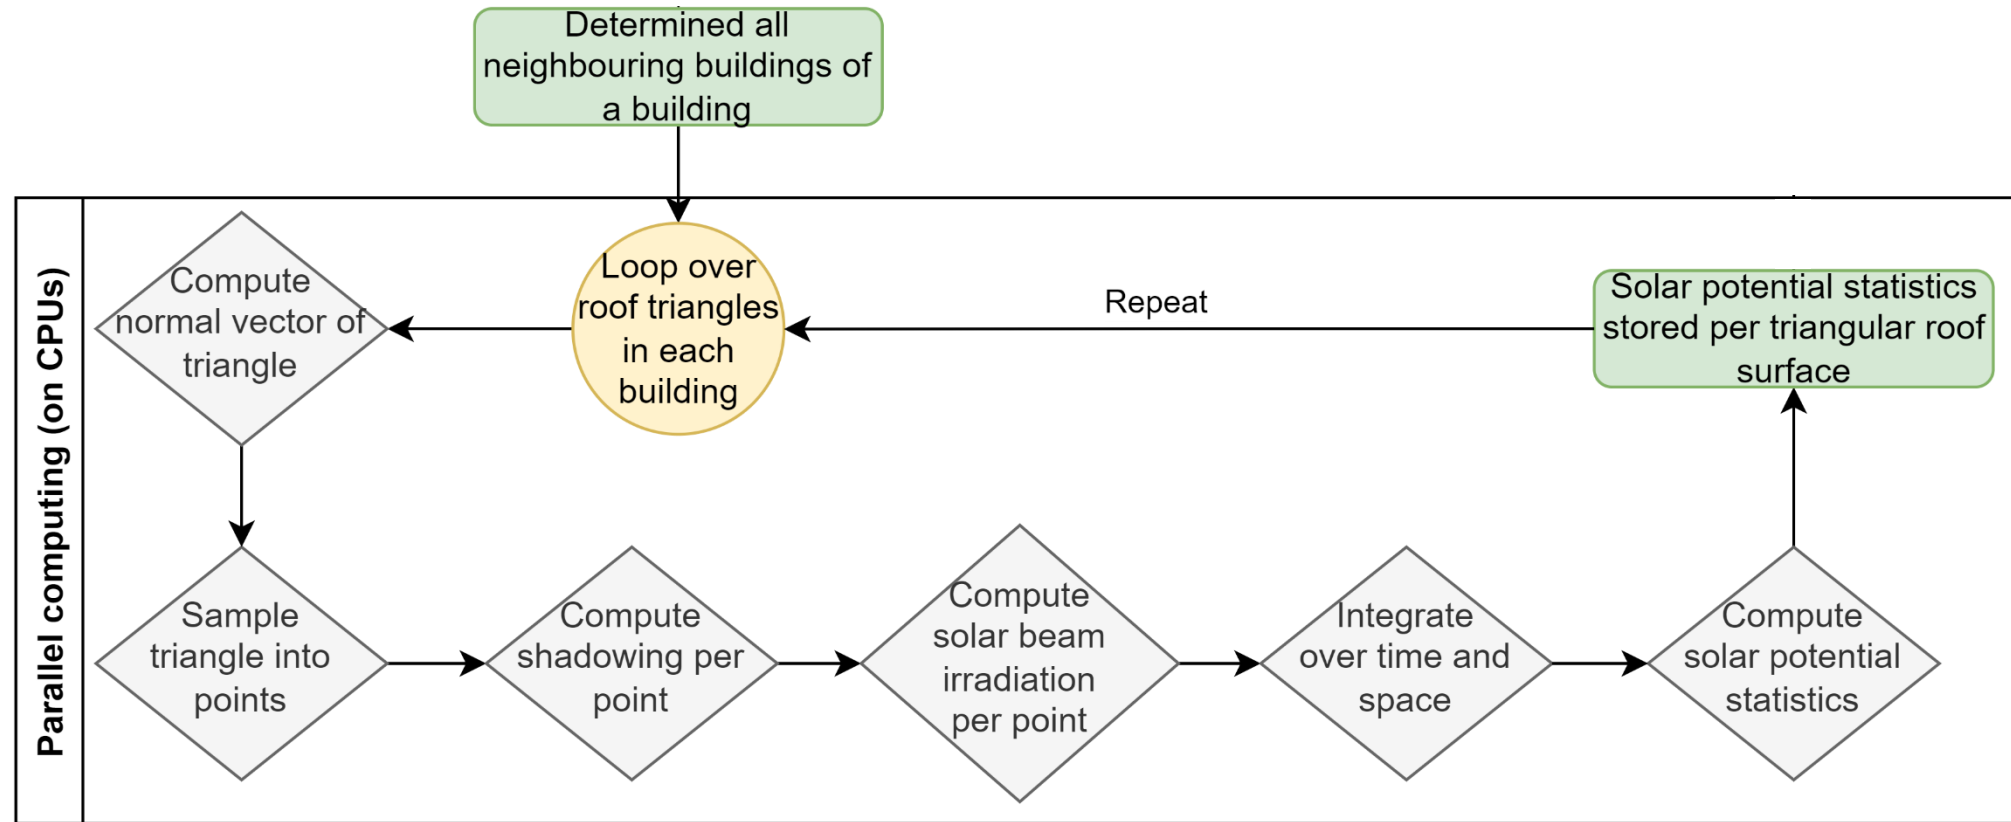 Determined all
neighbouring buildings of
a building
Parallel computing (on CPUs)
Compute
normal vector of
triangle
Loop over
roof triangles
in each
building
Repeat
Solar potential statistics
stored per triangular roof
surface
Sample
triangle into
points
Compute
shadowing per
point
Compute
solar beam
irradiation
per point
Integrate
over time and
space
Compute
solar potential
statistics